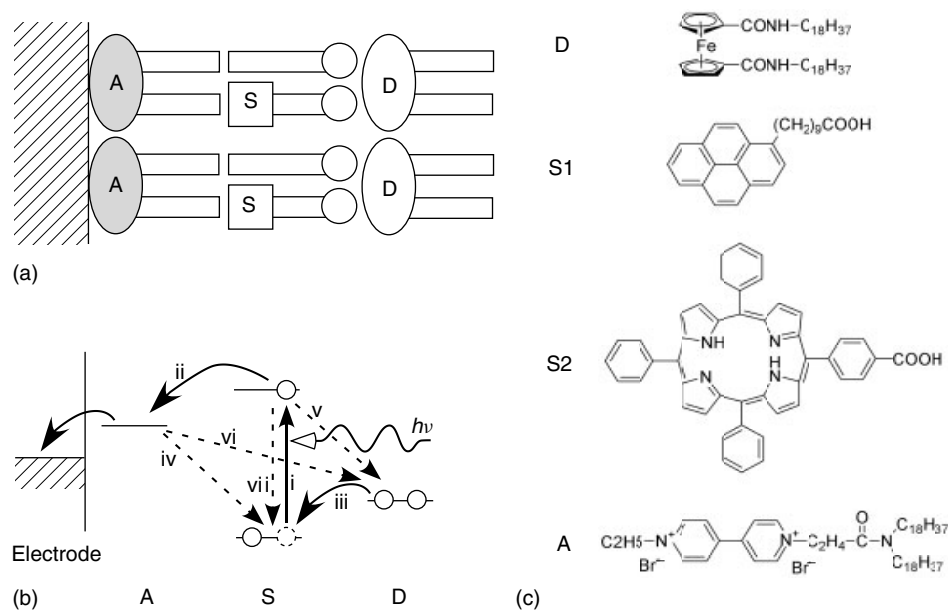 A
S
D
A
S
D
(a)
ii
v
hν
vi
iv
vii
i
iii
Electrode
(b)
A
S
D
D
Fe
CONH-C18H37
CONH-C18H37
S1
(CH2)9COOH
S2
NH
N
N
H
N
COOH
A
C2H5-N+
N+-C2H4-C-N
O
C18H37
C18H37
Br−
Br−
(c)